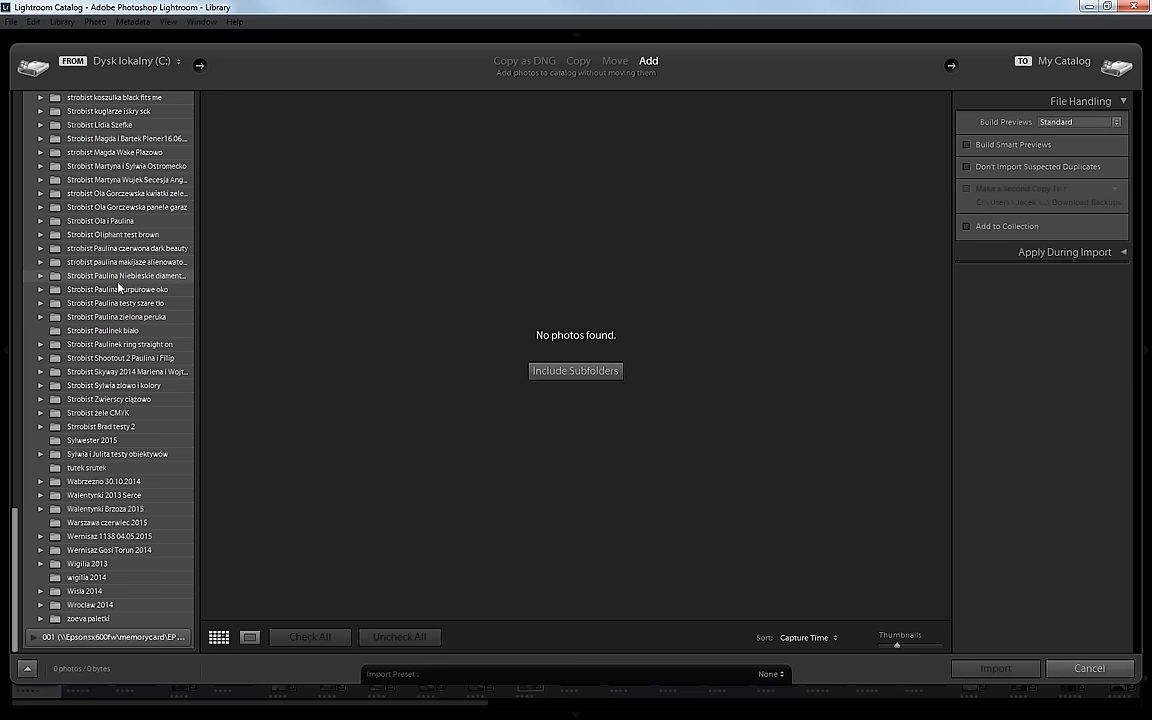 Lightroom Catalog - Adobe Photoshop Lightroom - Library
File Edit Library Photo Metadata View Window Help
FROM Dysk lokalny (C:)
Copy as DNG Copy Move Add
Add photos to catalog without moving them
TO My Catalog
strobist koszulka black fits me
Strobist kuglarze iskry sck
Strobist Lidia Szefke
Strobist Magda i Bartek Plener16.06...
strobist Magda Wake Plazowo
Strobist Martyna i Sylwia Ostromecko
Strobist Martyna Wujek Secesja Ang...
strobist Ola Gorczewska kwiatki zele...
Strobist Ola Gorczewska panele garaz
Strobist Ola i Paulina
Strobist Oliphant test brown
strobist Paulina czerwona dark beauty
strobist paulina makijaze alienowato...
Strobist Paulina Niebieskie diament...
Strobist Paulina purpurowe oko
Strobist Paulina testy szare tło
Strobist Paulina zielona peruka
Strobist Paulinek biało
Strobist Paulinek ring straight on
Strobist Shootout 2 Paulina i Filip
Strobist Skyway 2014 Marlena i Wojt...
Strobist Sylwia zlowo i kolory
Strobist Zwierscy ciążowo
Strobist żele CMYK
Strrobist Brad testy 2
Sylwester 2015
Sylwia i Julita testy obiektywów
tutek srutek
Wabrzezno 30.10.2014
Walentynki 2013 Serce
Walentynki Brzoza 2015
Warszawa czerwiec 2015
Wernisaz 1138 04.05.2015
Wernisaz Gosi Torun 2014
Wigilia 2013
wigilia 2014
Wisła 2014
Wroclaw 2014
zoeva paletki
001 (\\Epsonsx600fw\memorycard\EP...
No photos found.
Include Subfolders
File Handling
Build Previews Standard
Build Smart Previews
Don't Import Suspected Duplicates
Make a Second Copy To :
C:\ Users \ Jacek \...\ Download Backups
Add to Collection
Apply During Import
Check All Uncheck All
Sort: Capture Time
Thumbnails
0 photos / 0 bytes
Import Preset : None
Import Cancel